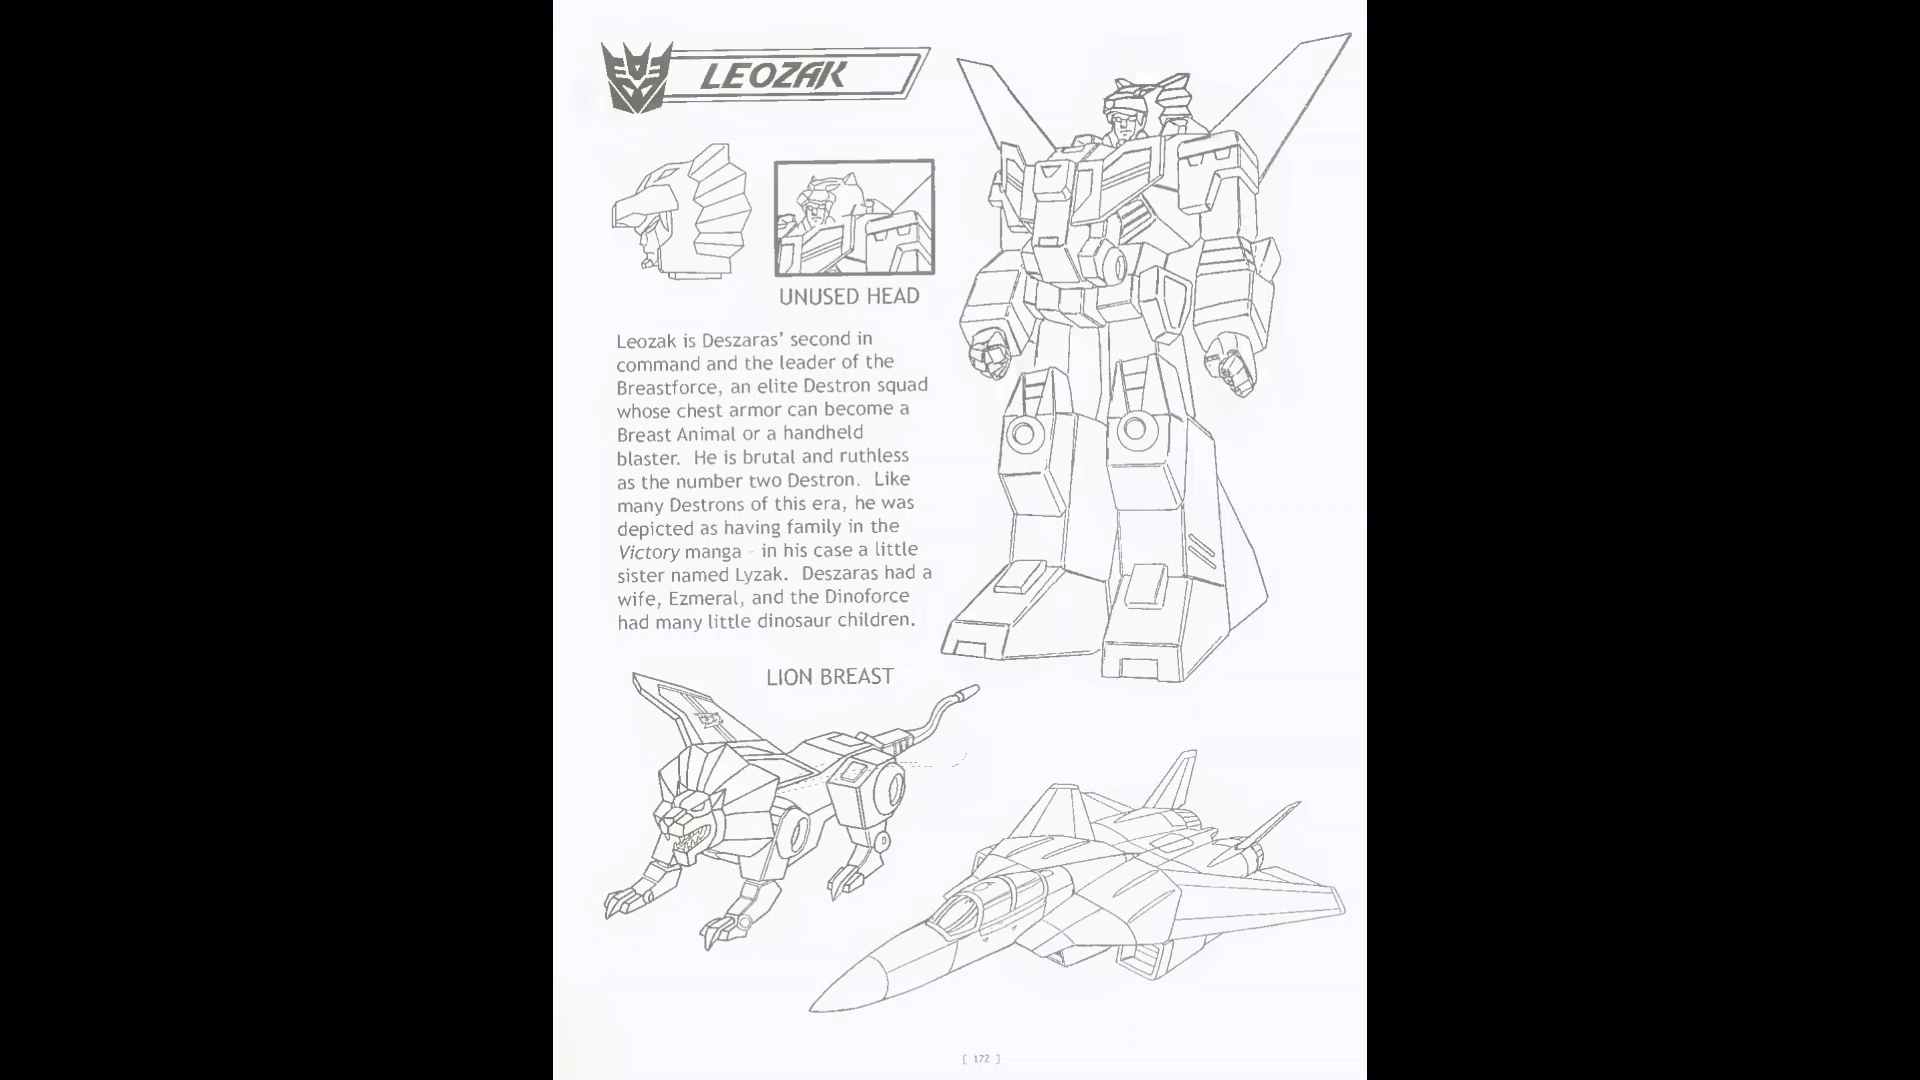 LEOZAK
UNUSED HEAD
Leozak is Deszaras’ second in
command and the leader of the
Breastforce, an elite Destron squad
whose chest armor can become a
Breast Animal or a handheld
blaster.  He is brutal and ruthless
as the number two Destron.  Like
many Destrons of this era, he was
depicted as having family in the
Victory manga – in his case a little
sister named Lyzak.  Deszaras had a
wife, Ezmeral, and the Dinoforce
had many little dinosaur children.
LION BREAST
[ 172 ]